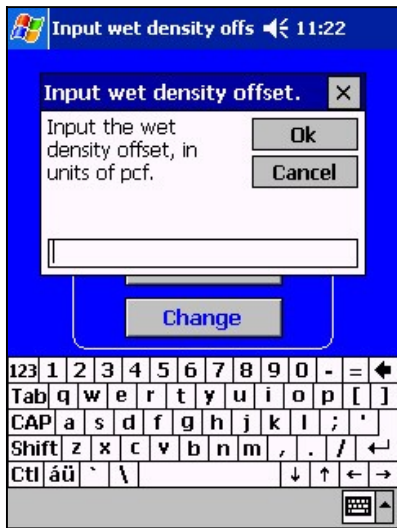 Input wet density offs 11:22
Input wet density offset.
Input the wet
density offset, in
units of pcf.
Ok
Cancel
Change
123 1 2 3 4 5 6 7 8 9 0 - =
Tab q w e r t y u i o p [ ]
CAP a s d f g h j k l ; '
Shift z x c v b n m , . /
Ctl áü ` \